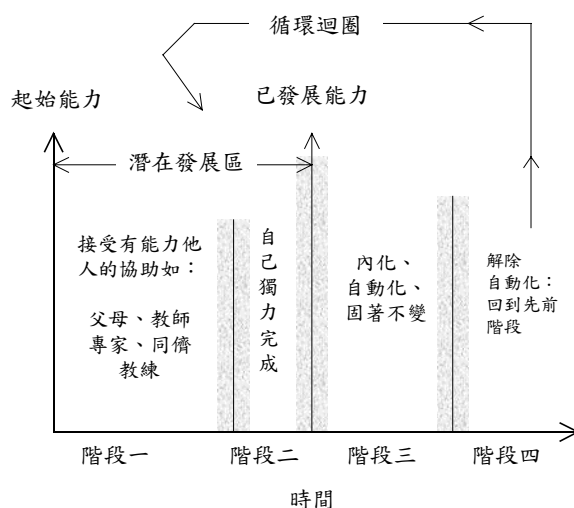 循環迴圈
起始能力
已發展能力
潛在發展區
接受有能力他
人的協助如：
父母、教師
專家、同儕
教練
自己獨力完成
內化、
自動化、
固著不變
解除
自動化：
回到先前
階段
階段一
階段二
階段三
階段四
時間